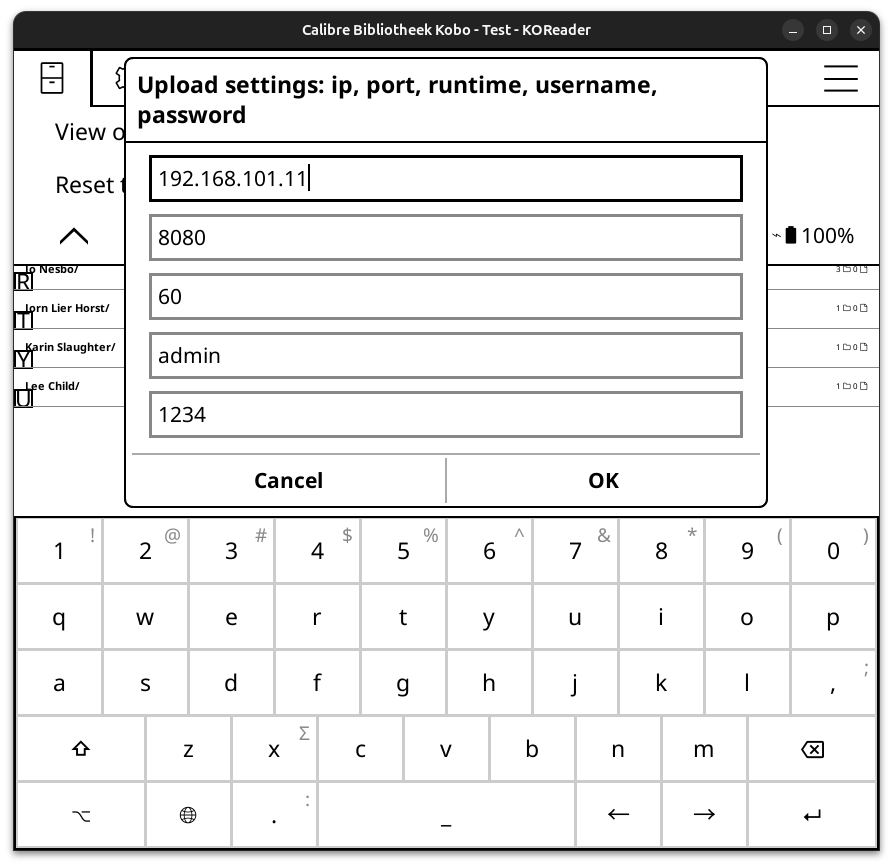 Calibre Bibliotheek Kobo - Test - KOReader
Upload settings: ip, port, runtime, username,
password
View o
Reset t
192.168.101.11
8080
100%
Jo Nesbo/ 3 0
R
60
Jorn Lier Horst/ 1 0
T
Karin Slaughter/ 1 0
Y
admin
Lee Child/ 1 0
U
1234
Cancel OK
1 ! 2 @ 3 # 4 $ 5 % 6 ^ 7 & 8 * 9 ( 0 )
q w e r t y u i o p
a s d f g h j k l , ;
z x Σ c v b n m
. : _ ← → ↵